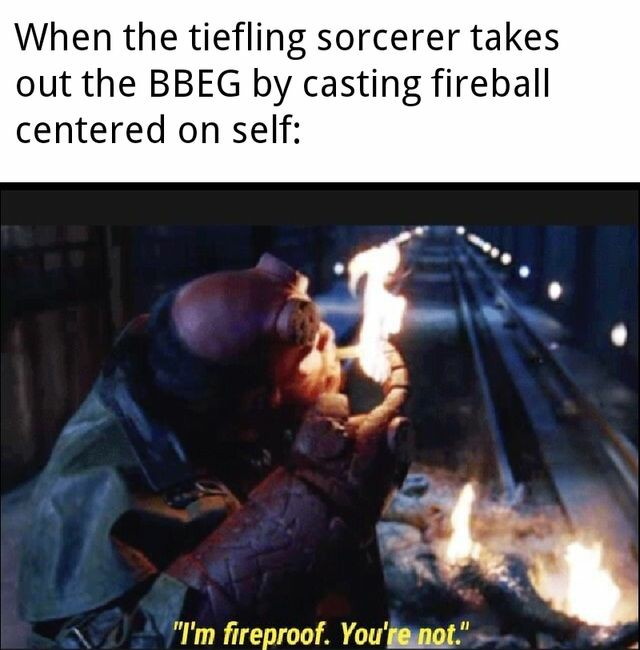 When the tiefling sorcerer takes
out the BBEG by casting fireball
centered on self:
"I'm fireproof. You're not."